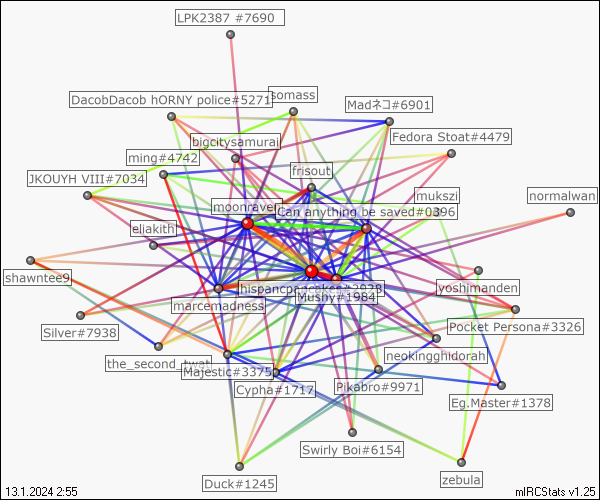 LPK2387 #7690
DacobDacob hORNY police#5271
somass
Madネコ#6901
Fedora Stoat#4479
bigcitysamurai
ming#4742
frisout
JKOUYH VIII#7034
mukszi
normalwan
moonraver
Can anything be saved#0396
eliakith
shawntee9
Mushy#1984
yoshimanden
marcemadness
Silver#7938
Pocket Persona#3326
the_second_twat
neokingghidorah
Majestic#3375
Cypha#1717
Pikabro#9971
Eg.Master#1378
Swirly Boi#6154
zebula
Duck#1245
13.1.2024 2:55
mIRCStats v1.25